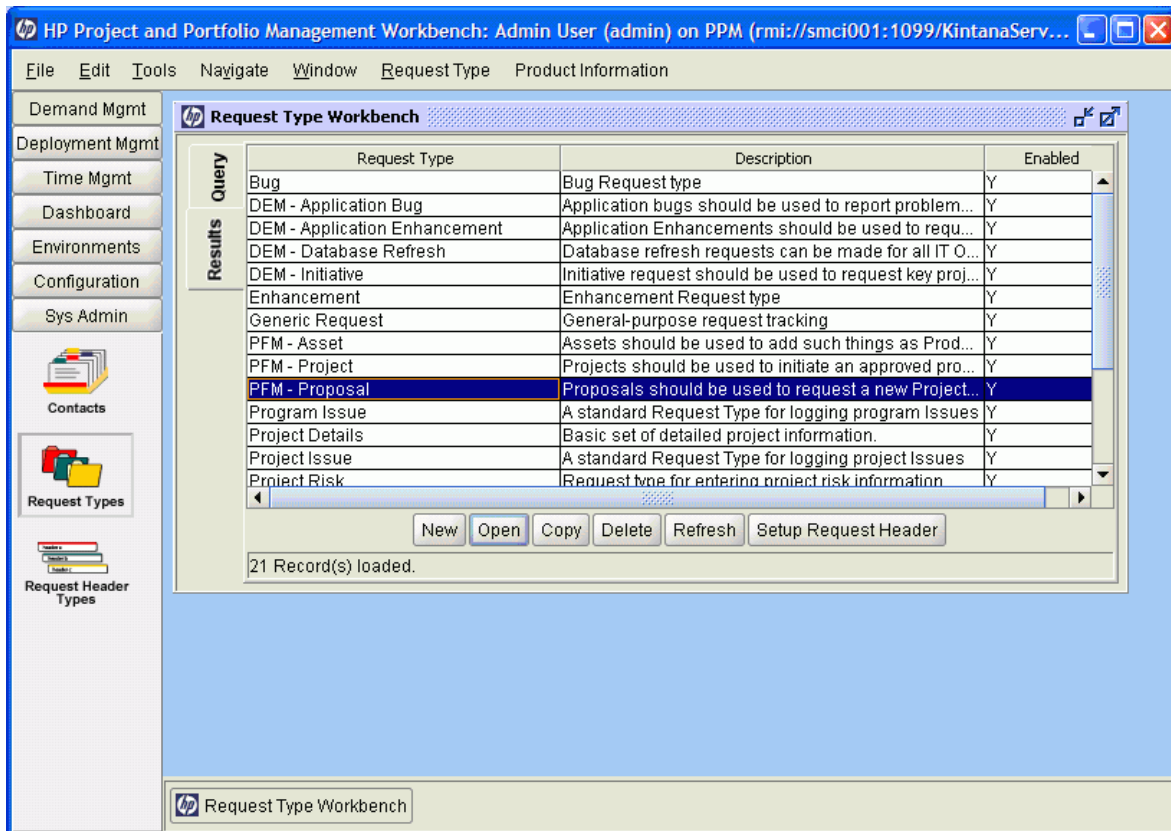 hp HP Project and Portfolio Management Workbench: Admin User (admin) on PPM (rmi://smci001:1099/KintanaServ...
File Edit Tools Navigate Window Request Type Product Information
Demand Mgmt
Deployment Mgmt
Time Mgmt
Dashboard
Environments
Configuration
Sys Admin
Contacts
Request Types
Request Header
Types
hp Request Type Workbench
Query
Results
Request Type Description Enabled
Bug Bug Request type Y
DEM - Application Bug Application bugs should be used to report problem... Y
DEM - Application Enhancement Application Enhancements should be used to requ... Y
DEM - Database Refresh Database refresh requests can be made for all IT O... Y
DEM - Initiative Initiative request should be used to request key proj... Y
Enhancement Enhancement Request type Y
Generic Request General-purpose request tracking Y
PFM - Asset Assets should be used to add such things as Prod... Y
PFM - Project Projects should be used to initiate an approved pro... Y
PFM - Proposal Proposals should be used to request a new Project... Y
Program Issue A standard Request Type for logging program Issues Y
Project Details Basic set of detailed project information. Y
Project Issue A standard Request Type for logging project Issues Y
Project Risk Request type for entering project risk information Y
New Open Copy Delete Refresh Setup Request Header
21 Record(s) loaded.
hp Request Type Workbench